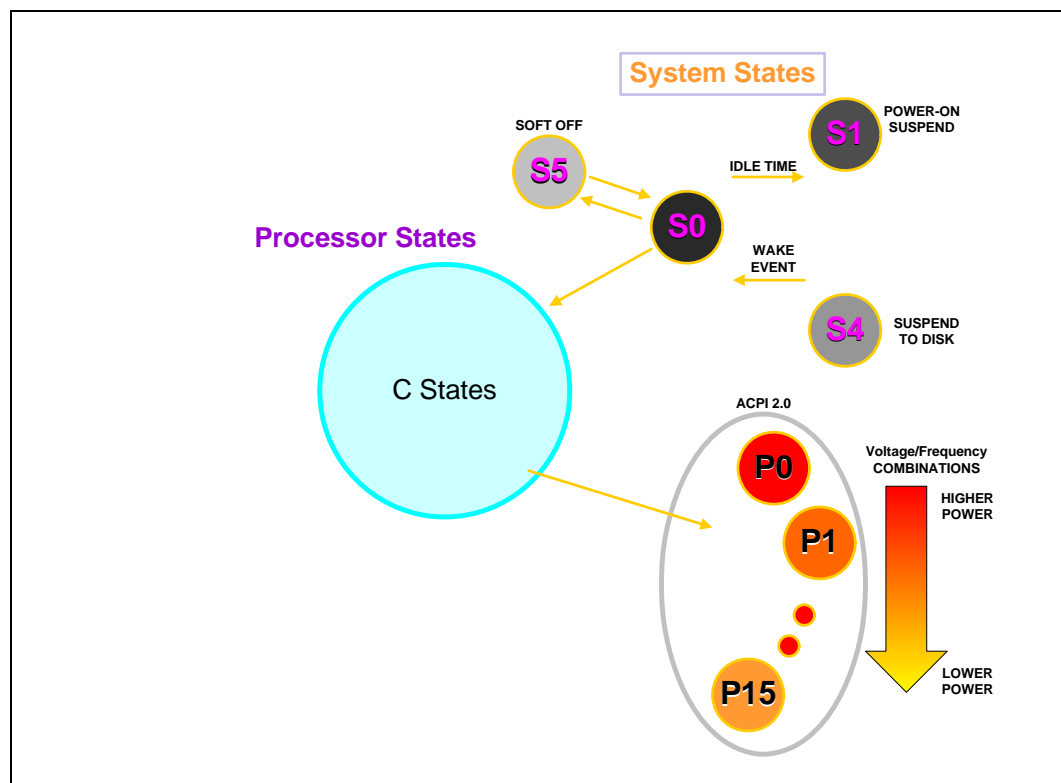 System States
POWER-ON
SUSPEND
S1
SOFT OFF
S5
IDLE TIME
S0
Processor States
WAKE
EVENT
S4
SUSPEND
TO DISK
C States
ACPI 2.0
P0
Voltage/Frequency
COMBINATIONS
HIGHER
POWER
P1
P15
LOWER
POWER